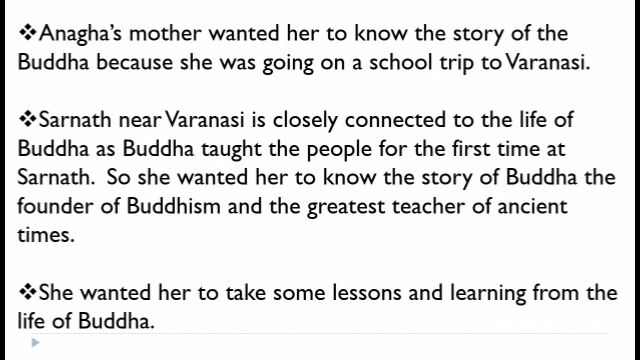 ❖Anagha's mother wanted her to know the story of the
Buddha because she was going on a school trip to Varanasi.
❖Sarnath near Varanasi is closely connected to the life of
Buddha as Buddha taught the people for the first time at
Sarnath. So she wanted her to know the story of Buddha the
founder of Buddhism and the greatest teacher of ancient
times.
❖She wanted her to take some lessons and learning from the
life of Buddha.